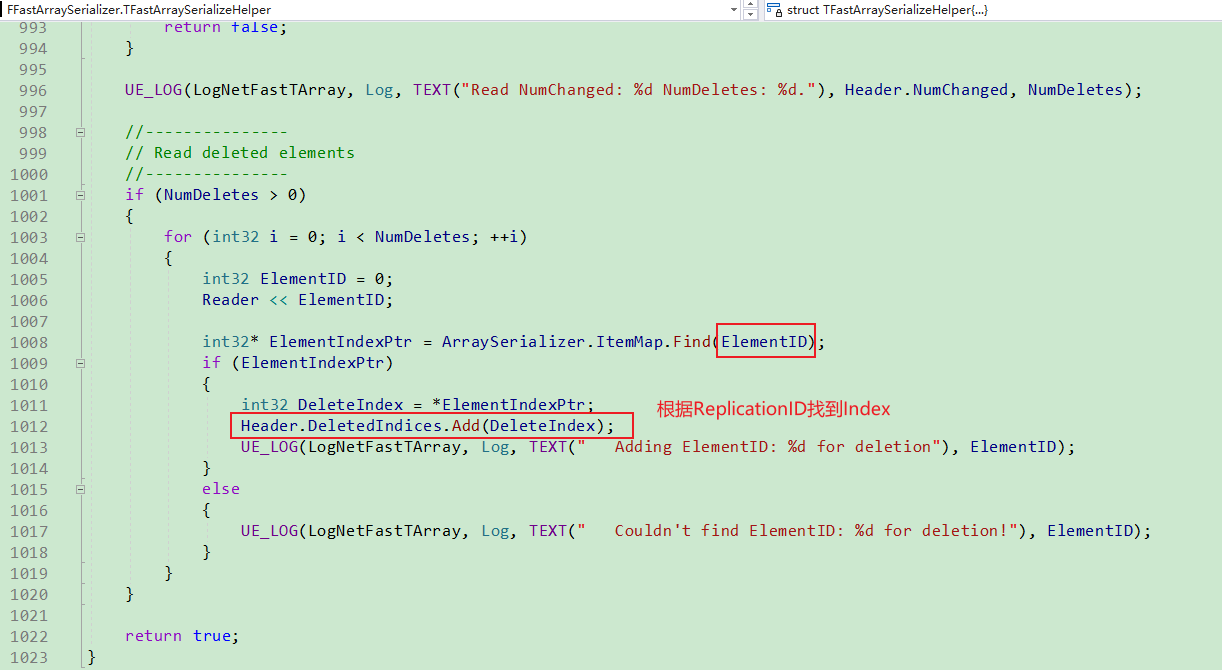 FFastArraySerializer.TFastArraySerializeHelper struct TFastArraySerializeHelper{...}
993 return false;
994 }
995
996 UE_LOG(LogNetFastTArray, Log, TEXT("Read NumChanged: %d NumDeletes: %d."), Header.NumChanged, NumDeletes);
997
998 //---------------
999 // Read deleted elements
1000 //---------------
1001 if (NumDeletes > 0)
1002 {
1003 for (int32 i = 0; i < NumDeletes; ++i)
1004 {
1005 int32 ElementID = 0;
1006 Reader << ElementID;
1007
1008 int32* ElementIndexPtr = ArraySerializer.ItemMap.Find(ElementID);
1009 if (ElementIndexPtr)
1010 {
1011 int32 DeleteIndex = *ElementIndexPtr;
根据ReplicationID找到Index
1012 Header.DeletedIndices.Add(DeleteIndex);
1013 UE_LOG(LogNetFastTArray, Log, TEXT("   Adding ElementID: %d for deletion"), ElementID);
1014 }
1015 else
1016 {
1017 UE_LOG(LogNetFastTArray, Log, TEXT("   Couldn't find ElementID: %d for deletion!"), ElementID);
1018 }
1019 }
1020 }
1021
1022 return true;
1023 }